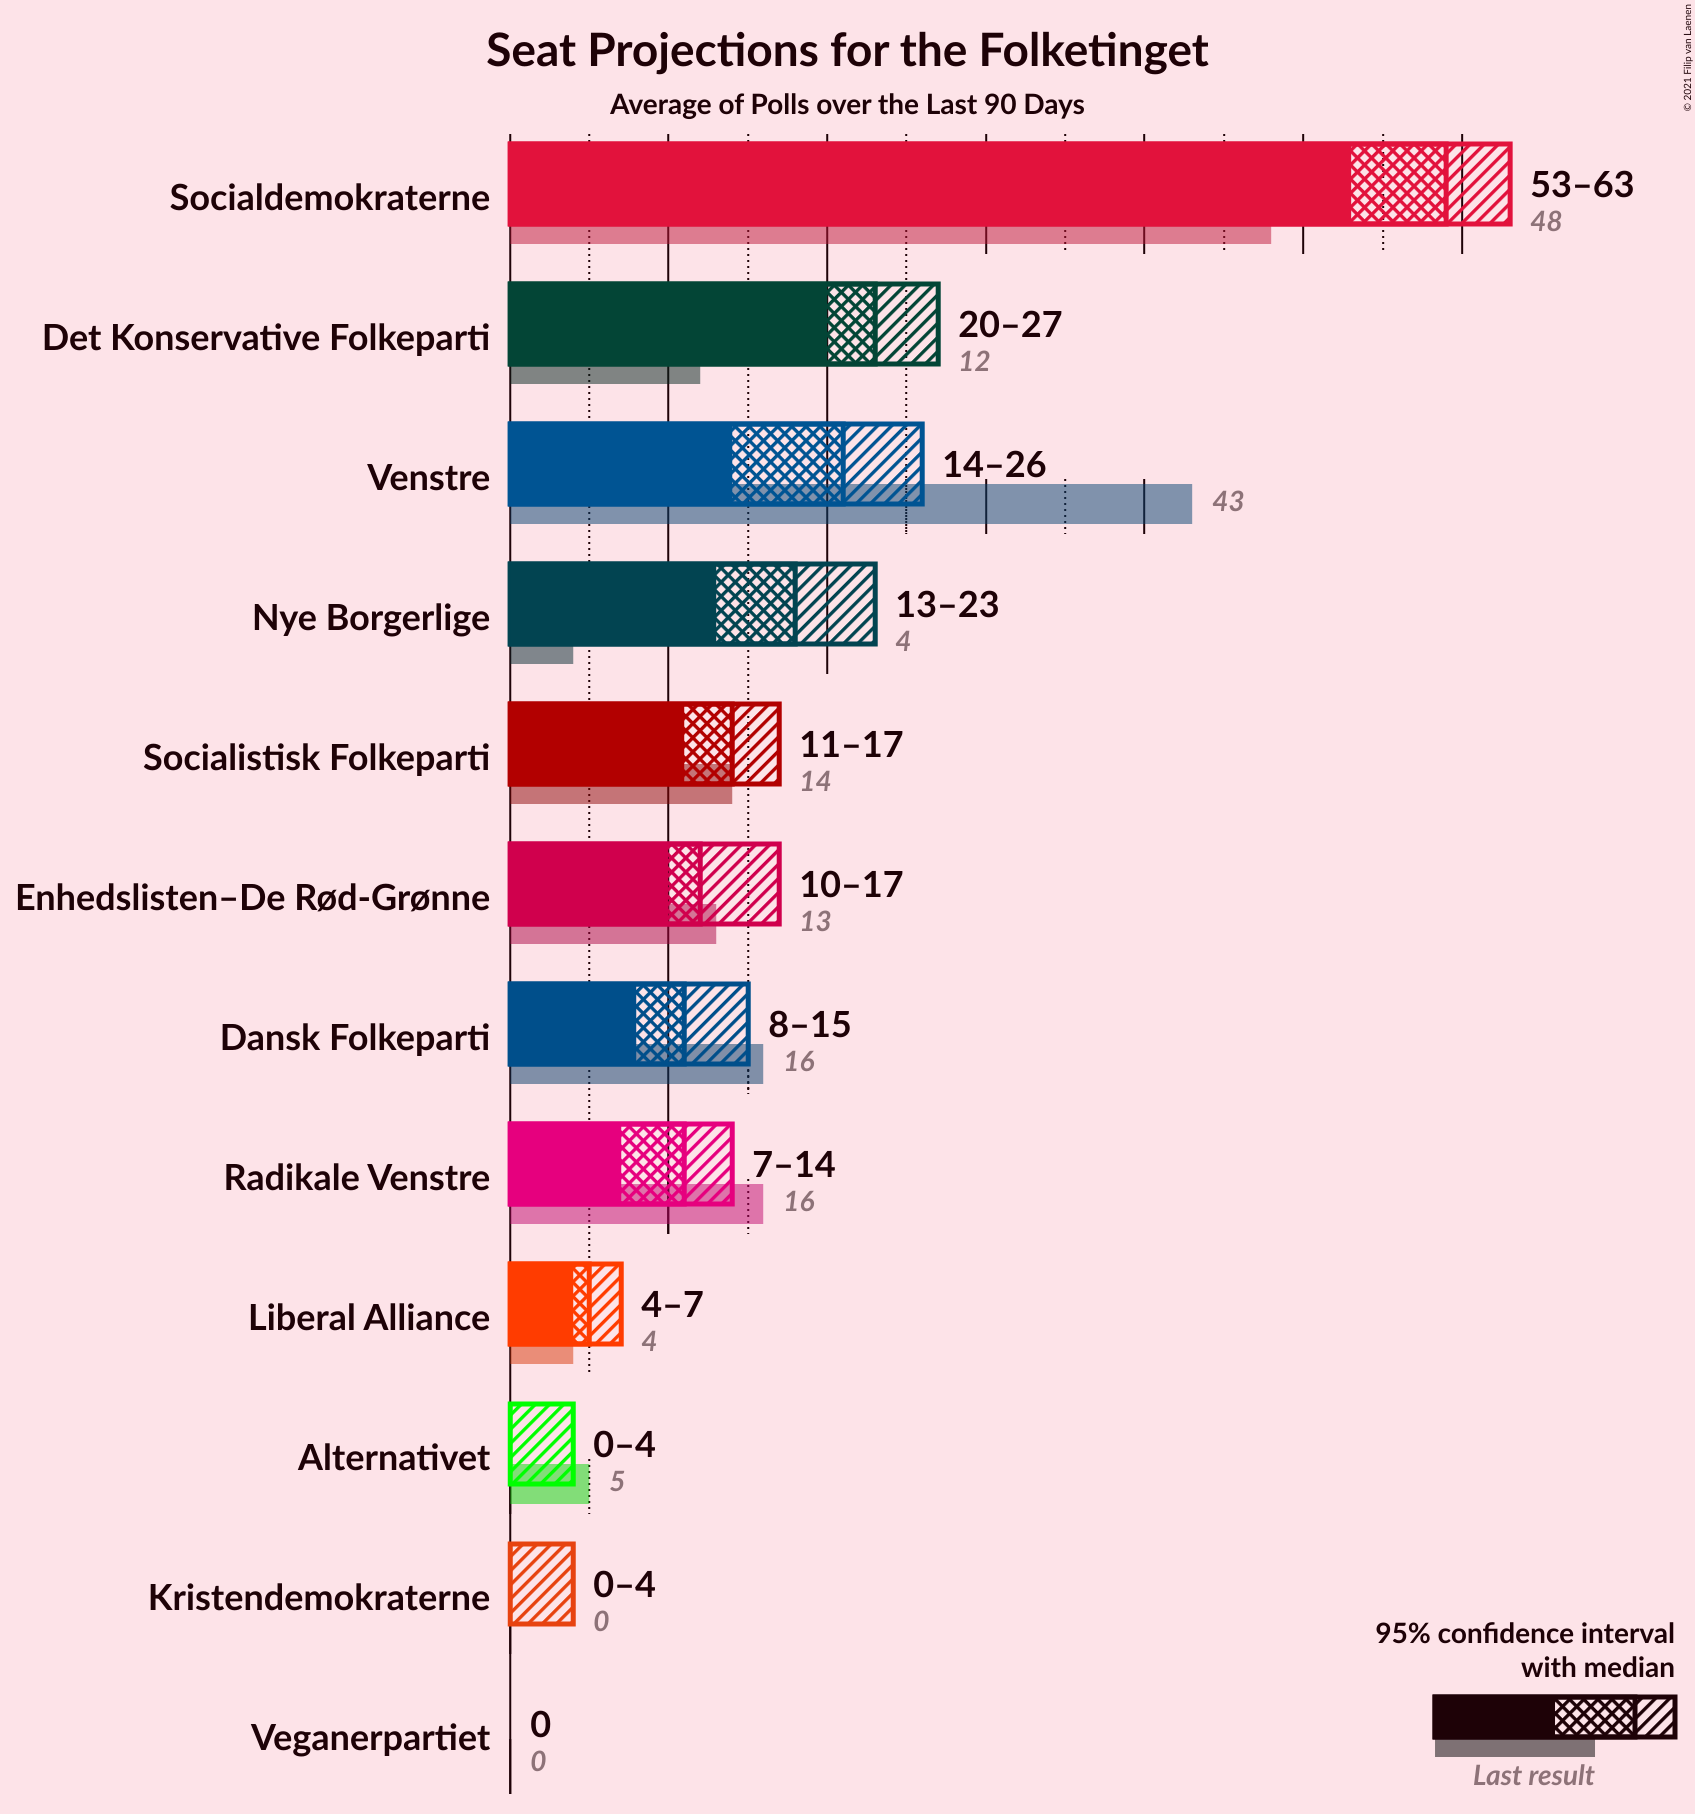 Seat Projections for the Folketinget
Average of Polls over the Last 90 Days
© 2021 Filip van Laenen
Socialdemokraterne
53–63
48
Det Konservative Folkeparti
20–27
12
Venstre
14–26
43
Nye Borgerlige
13–23
4
Socialistisk Folkeparti
11–17
14
Enhedslisten–De Rød-Grønne
10–17
13
Dansk Folkeparti
8–15
16
Radikale Venstre
7–14
16
Liberal Alliance
4–7
4
Alternativet
0–4
5
Kristendemokraterne
0–4
0
Veganerpartiet
0
0
95% confidence interval
with median
Last result